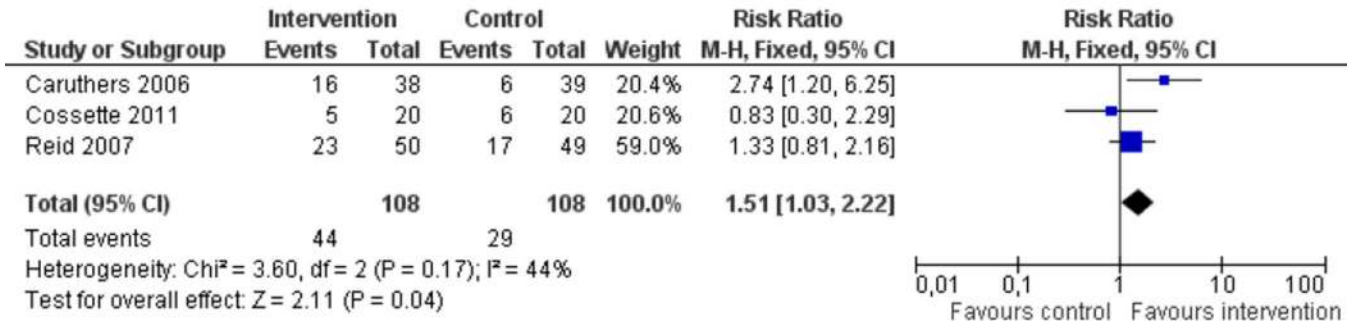 Intervention Control Risk Ratio Risk Ratio
Study or Subgroup Events Total Events Total Weight M-H, Fixed, 95% CI M-H, Fixed, 95% CI
Caruthers 2006 16 38 6 39 20.4% 2.74 [1.20, 6.25]
Cossette 2011 5 20 6 20 20.6% 0.83 [0.30, 2.29]
Reid 2007 23 50 17 49 59.0% 1.33 [0.81, 2.16]
Total (95% CI) 108 108 100.0% 1.51 [1.03, 2.22]
Total events 44 29
Heterogeneity: Chi² = 3.60, df = 2 (P = 0.17); I² = 44%
Test for overall effect: Z = 2.11 (P = 0.04)
0,01 0,1 1 10 100
Favours control Favours intervention